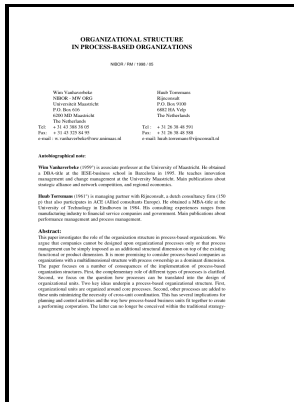 ORGANIZATIONAL STRUCTURE
IN PROCESS-BASED ORGANIZATIONS
NIBOR / RM / 1998 / 05
Wim Vanhaverbeke
NIBOR - MW ORG
Universiteit Maastricht
P.O. Box 616
6200 MD Maastricht
The Netherlands
Tel: + 31 43 388 38 05
Fax: + 43 325 84 95
e-mail :
Huub Torremans
Rijnconsult
P.O. Box 9100
6882 HA Velp
The Netherlands
Tel : + 31 26 38 48 591
Fax: + 31 26 38 48 588
e-mail:
Autobiographical note:
Wim Vanhaverbeke (1959°) is associate professor at the University of Maastricht. He obtained
a DBA-title at the IESE-business school in Barcelona in 1995. He teaches innovation
management and change management at the University Maastricht. Main publications about
strategic alliance and network competition, and regional economics.
Huub Torremans (1961°) is managing partner with Rijnconsult, a dutch consultancy firm (150
p) that also participates in ACE (Allied consultants Europe). He obtained a MBA-title at the
University of Technology in Eindhoven in 1984. His consulting experiences ranges from
manufacturing industry to financial service companies and government. Main publications about
performance management and process management.
Abstract:
This paper investigates the role of the organization structure in process-based organizations. We
argue that companies cannot be designed upon organizational processes only or that process
management can be simply imposed as an additional structural dimension on top of the existing
functional or product dimension. It is more promising to consider process-based companies as
organizations with a multidimensional structure with process ownership as a dominant dimension.
The paper focuses on a number of consequences of the implementation of process-based
organization structures. First, the complementary role of different types of processes is clarified.
Second, we focus on the question how processes can be translated into the design of
organizational units. Two key ideas underpin a process-based organizational structure. First,
organizational units are organized around core processes. Second, other processes are added to
these units minimizing the necessity of cross-unit coordination. This has several implications for
planning and control activities and the way how process-based business units fit together to create
a performing corporation. The latter can no longer be conceived within the traditional strategy-